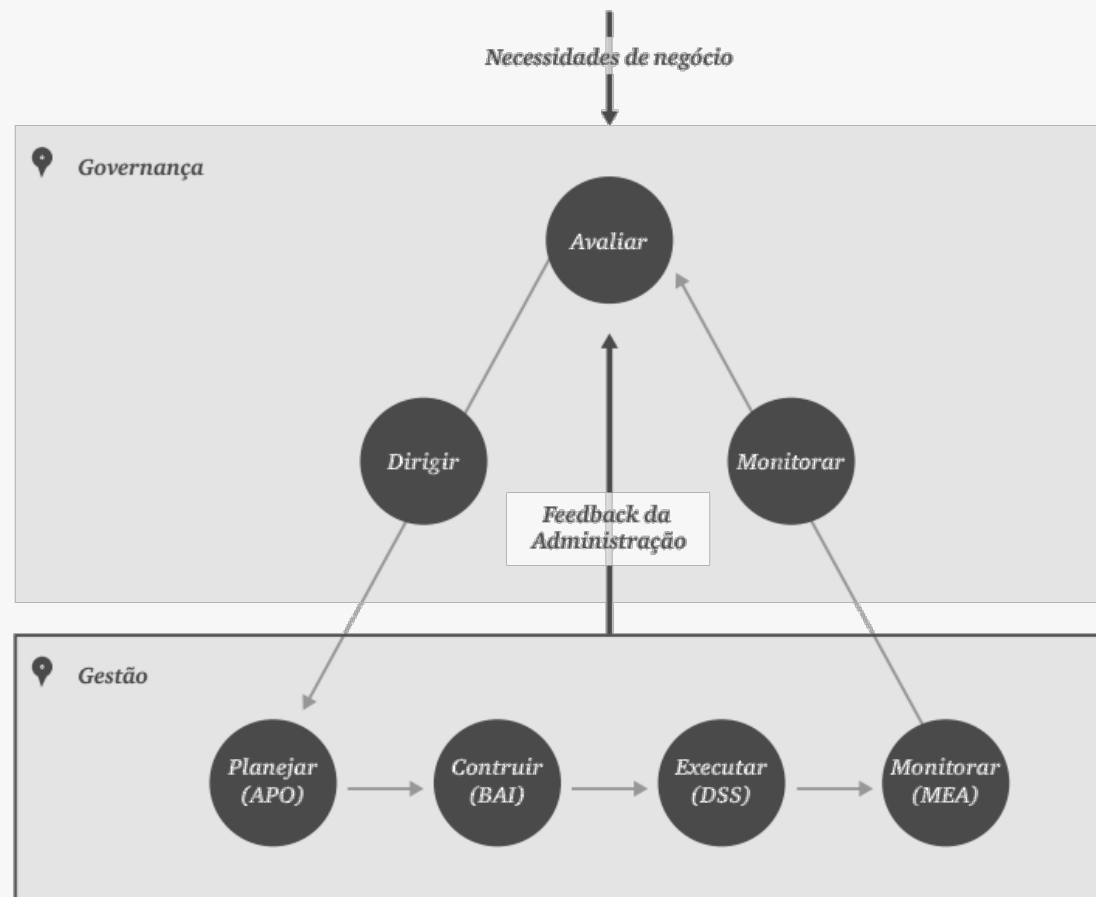 Necessidades de negócio
Governança
Avaliar
Dirigir
Monitorar
Feedback da
Administração
Gestão
Planejar
(APO)
Contruir
(BAI)
Executar
(DSS)
Monitorar
(MEA)